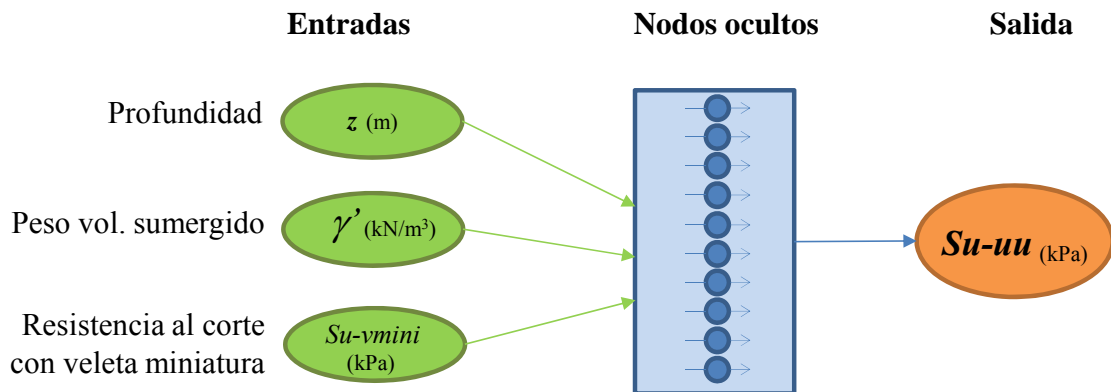 Entradas
Nodos ocultos
Salida
Profundidad
z (m)
Peso vol. sumergido
γ’ (kN/m³)
Su-uu (kPa)
Resistencia al corte
con veleta miniatura
Su-vmini
(kPa)